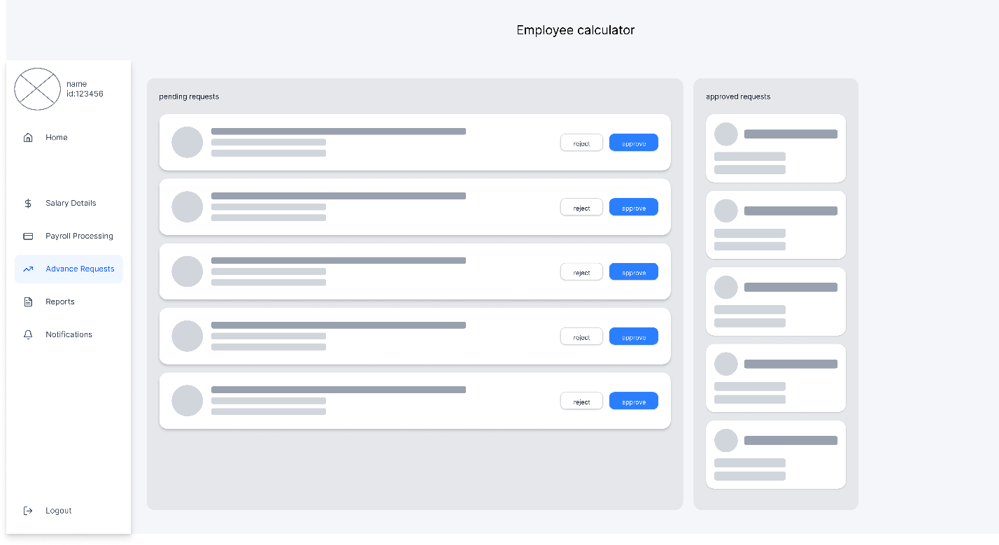 Employee calculator
name
id:123456
Home
Salary Details
Payroll Processing
Advance Requests
Reports
Notifications
Logout
pending requests
reject approve
reject approve
reject approve
reject approve
reject approve
approved requests